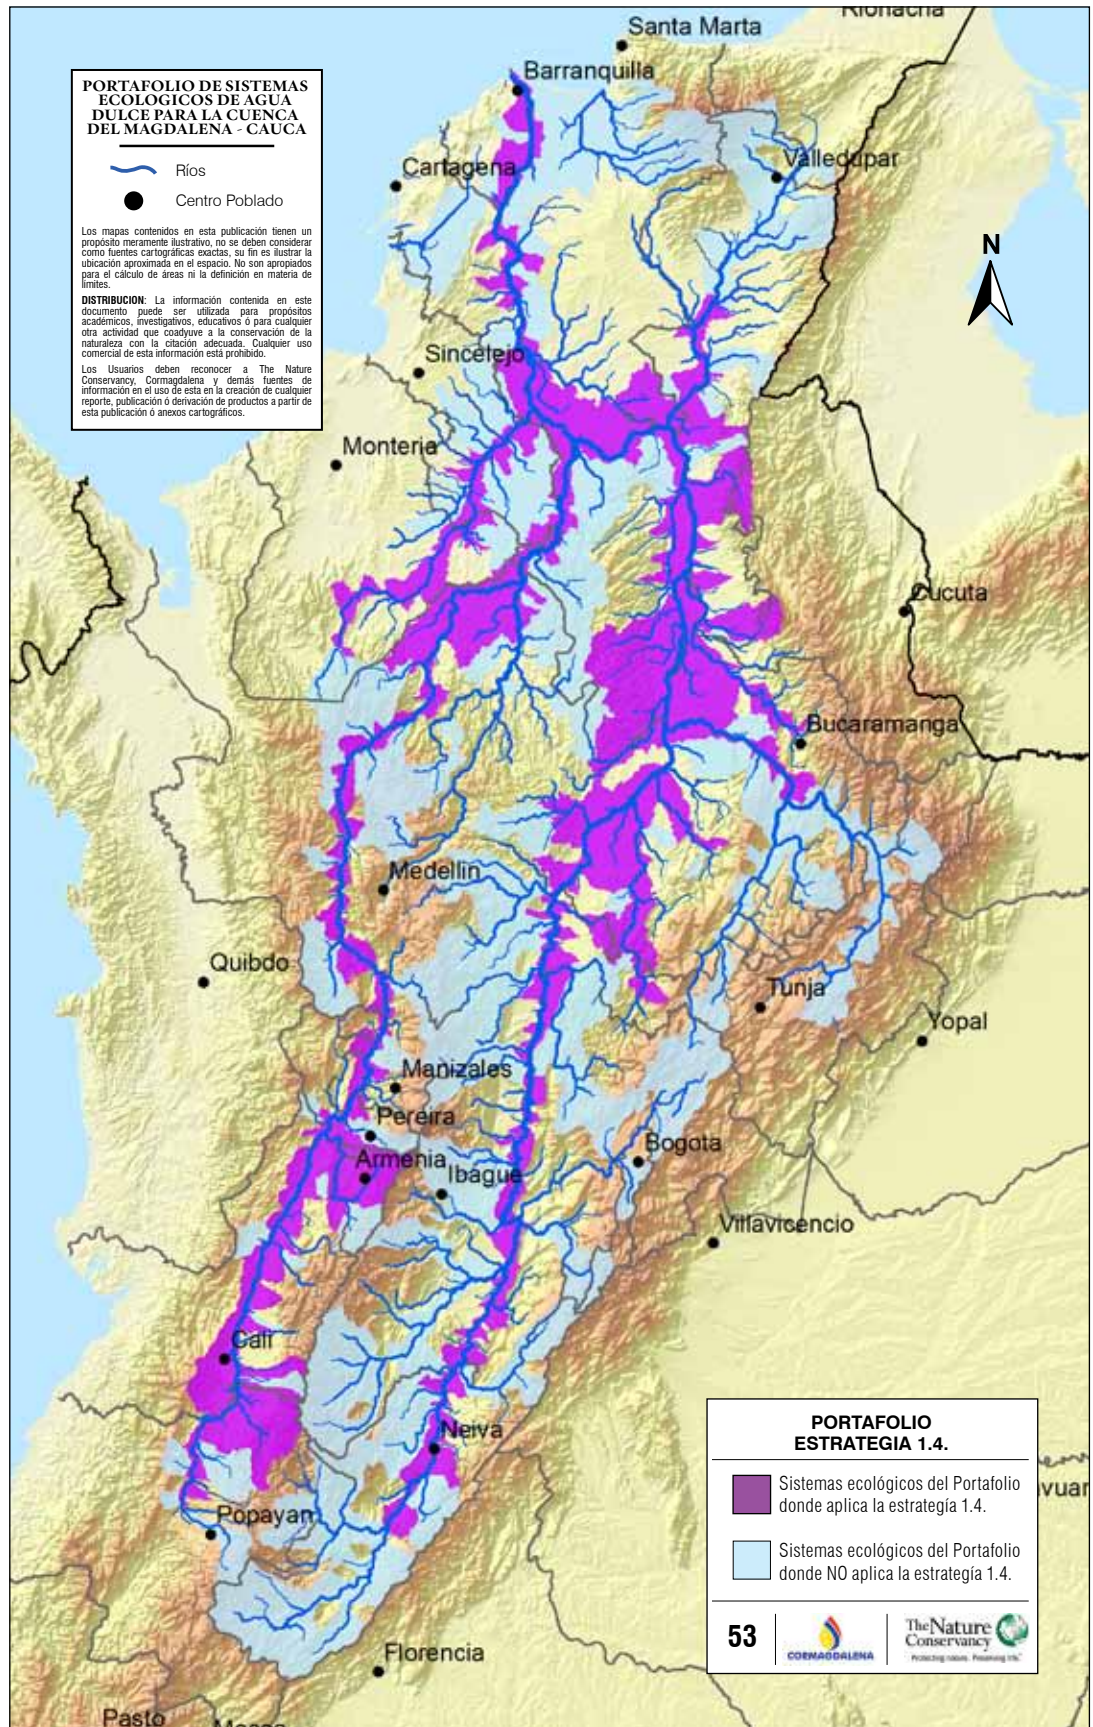 Riohacha
Santa Marta
Barranquilla
PORTAFOLIO DE SISTEMAS
ECOLOGICOS DE AGUA
DULCE PARA LA CUENCA
DEL MAGDALENA - CAUCA
Ríos
Centro Poblado
Los mapas contenidos en esta publicación tienen un
propósito meramente ilustrativo, no se deben considerar
como fuentes cartográficas exactas, su fin es ilustrar la
ubicación aproximada en el espacio. No son apropiados
para el cálculo de áreas ni la definición en materia de
límites.
DISTRIBUCION: La información contenida en este
documento puede ser utilizada para propósitos
académicos, investigativos, educativos ó para cualquier
otra actividad que coadyuve a la conservación de la
naturaleza con la citación adecuada. Cualquier uso
comercial de esta información está prohibido.
Los Usuarios deben reconocer a The Nature
Conservancy, Cormagdalena y demás fuentes de
información en el uso de esta en la creación de cualquier
reporte, publicación ó derivación de productos a partir de
esta publicación ó anexos cartográficos.
Cartagena
Valledupar
N
Sincelejo
Monteria
Cucuta
Bucaramanga
Medellin
Quibdo
Tunja
Yopal
Manizales
Pereira
Armenia
Ibague
Bogota
Villavicencio
Cali
Neiva
Popayan
Florencia
Pasto
Mocoa
PORTAFOLIO
ESTRATEGIA 1.4.
Sistemas ecológicos del Portafolio
donde aplica la estrategía 1.4.
Sistemas ecológicos del Portafolio
donde NO aplica la estrategía 1.4.
53
CORMAGDALENA
The Nature
Conservancy
Protecting nature. Preserving life.